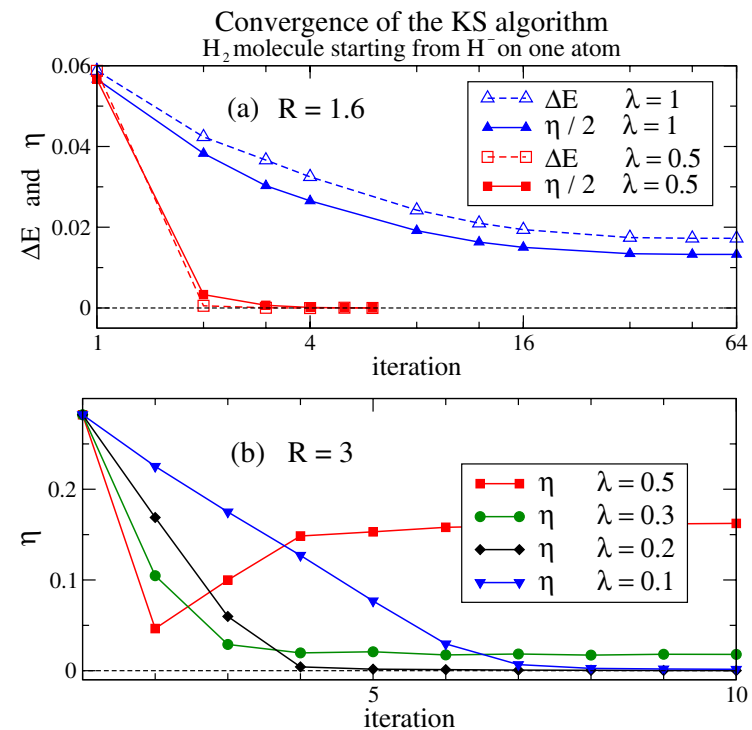 Convergence of the KS algorithm
H₂ molecule starting from H⁻ on one atom
0.06
0.04
0.02
0
ΔE and η
(a) R = 1.6
ΔE λ = 1
η / 2 λ = 1
ΔE λ = 0.5
η / 2 λ = 0.5
1 4 16 64
iteration
0.2
0.1
0
η
(b) R = 3
η λ = 0.5
η λ = 0.3
η λ = 0.2
η λ = 0.1
5 10
iteration